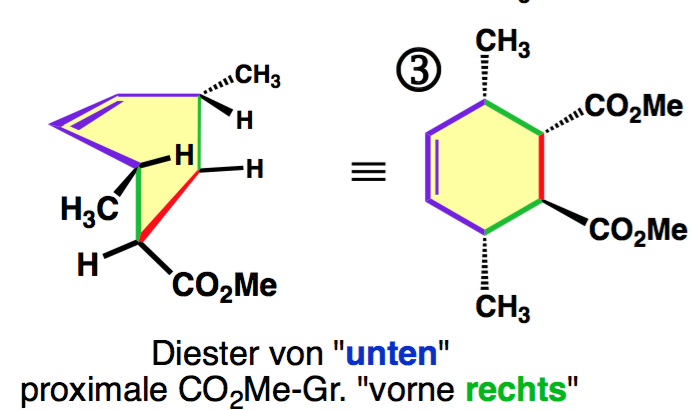 CH3
③
CH3
CO2Me
H
H
H
≡
H3C
CO2Me
H
CO2Me
CH3
Diester von "unten"
proximale CO2Me-Gr. "vorne rechts"